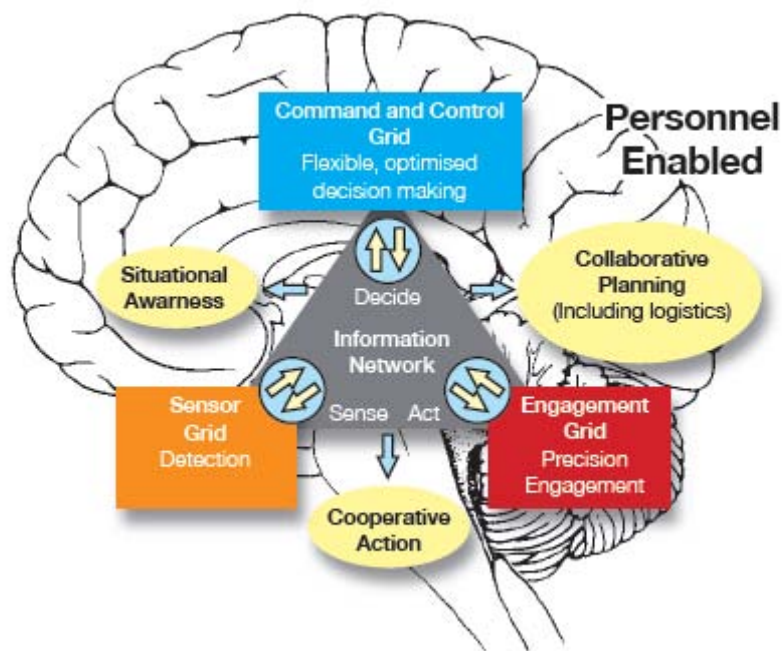 Command and Control
Grid
Flexible, optimised
decision making
Personnel
Enabled
Situational
Awarness
Collaborative
Planning
(Including logistics)
Decide
Information
Network
Sense Act
Sensor
Grid
Detection
Engagement
Grid
Precision
Engagement
Cooperative
Action